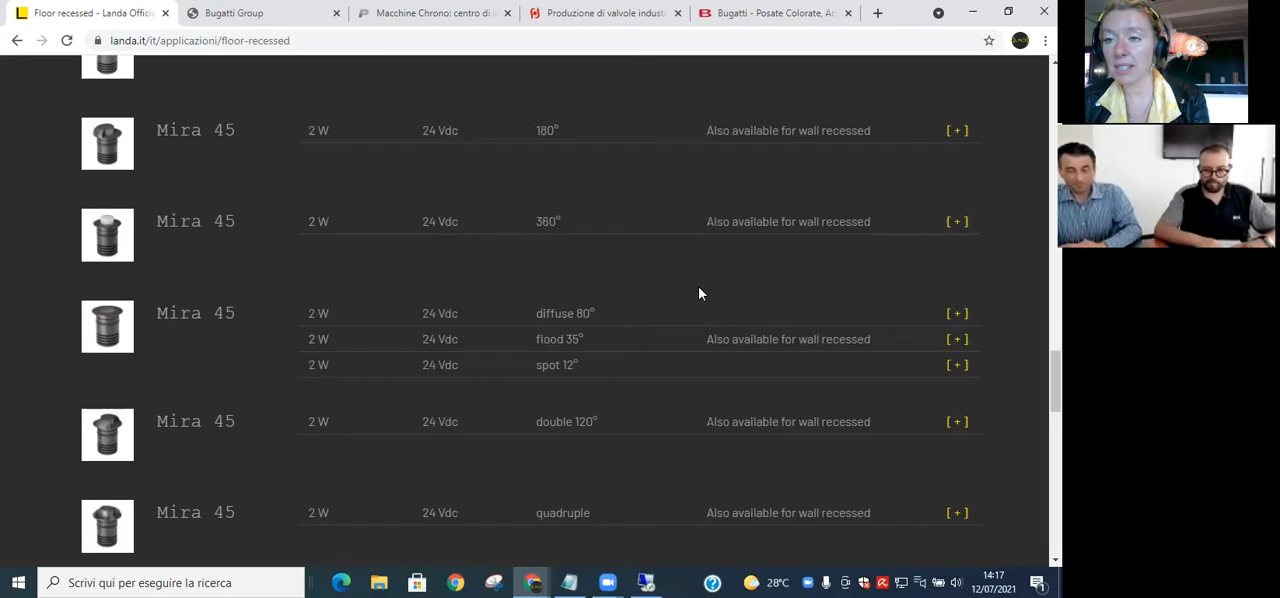 Floor recessed - Landa Offici
Bugatti Group
Macchine Chrono: centro di l
Produzione di valvole indust
Bugatti - Posate Colorate, Ac
landa.it/it/applicazioni/floor-recessed
Mira 45 2 W 24 Vdc 180° Also available for wall recessed [ + ]
Mira 45 2 W 24 Vdc 360° Also available for wall recessed [ + ]
Mira 45 2 W 24 Vdc diffuse 80° [ + ]
2 W 24 Vdc flood 35° Also available for wall recessed [ + ]
2 W 24 Vdc spot 12° [ + ]
Mira 45 2 W 24 Vdc double 120° Also available for wall recessed [ + ]
Mira 45 2 W 24 Vdc quadruple Also available for wall recessed [ + ]
Scrivi qui per eseguire la ricerca
28°C
14:17
12/07/2021